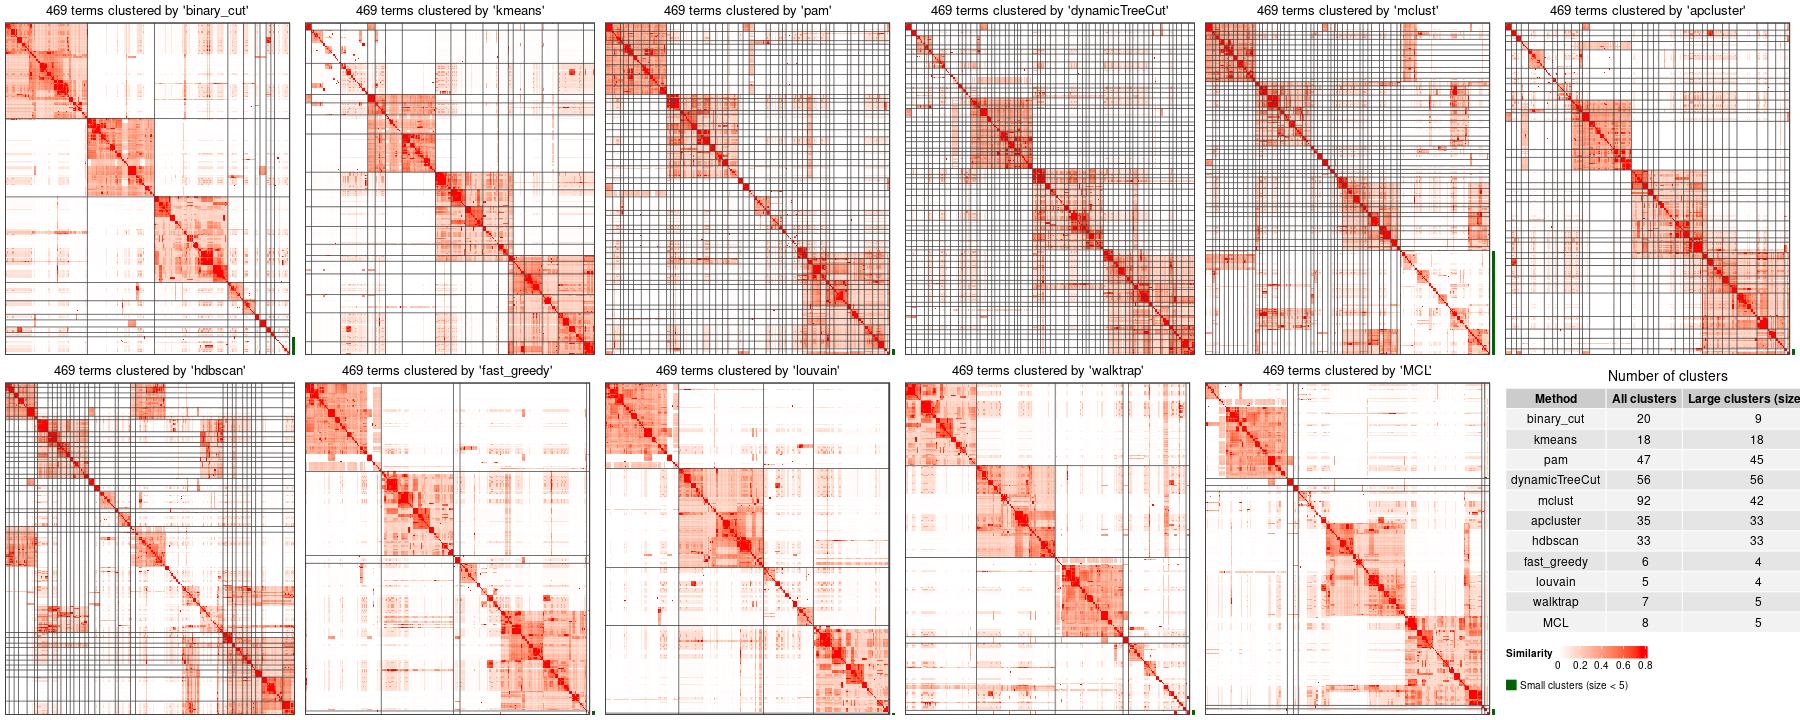 469 terms clustered by 'binary_cut'
469 terms clustered by 'kmeans'
469 terms clustered by 'pam'
469 terms clustered by 'dynamicTreeCut'
469 terms clustered by 'mclust'
469 terms clustered by 'apcluster'
469 terms clustered by 'hdbscan'
469 terms clustered by 'fast_greedy'
469 terms clustered by 'louvain'
469 terms clustered by 'walktrap'
469 terms clustered by 'MCL'
Number of clusters
Method All clusters Large clusters (size
binary_cut 20 9
kmeans 18 18
pam 47 45
dynamicTreeCut 56 56
mclust 92 42
apcluster 35 33
hdbscan 33 33
fast_greedy 6 4
louvain 5 4
walktrap 7 5
MCL 8 5
Similarity
0 0.2 0.4 0.6 0.8
Small clusters (size < 5)